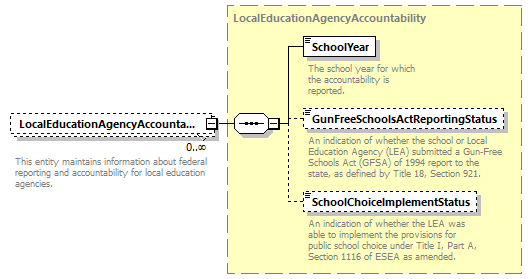 LocalEducationAgencyAccountability
SchoolYear
The school year for which
the accountability is
reported.
LocalEducationAgencyAccounta...
0..∞
This entity maintains information about federal
reporting and accountability for local education
agencies.
GunFreeSchoolsActReportingStatus
An indication of whether the school or Local
Education Agency (LEA) submitted a Gun-Free
Schools Act (GFSA) of 1994 report to the
state, as defined by Title 18, Section 921.
SchoolChoiceImplementStatus
An indication of whether the LEA was
able to implement the provisions for
public school choice under Title I, Part A,
Section 1116 of ESEA as amended.